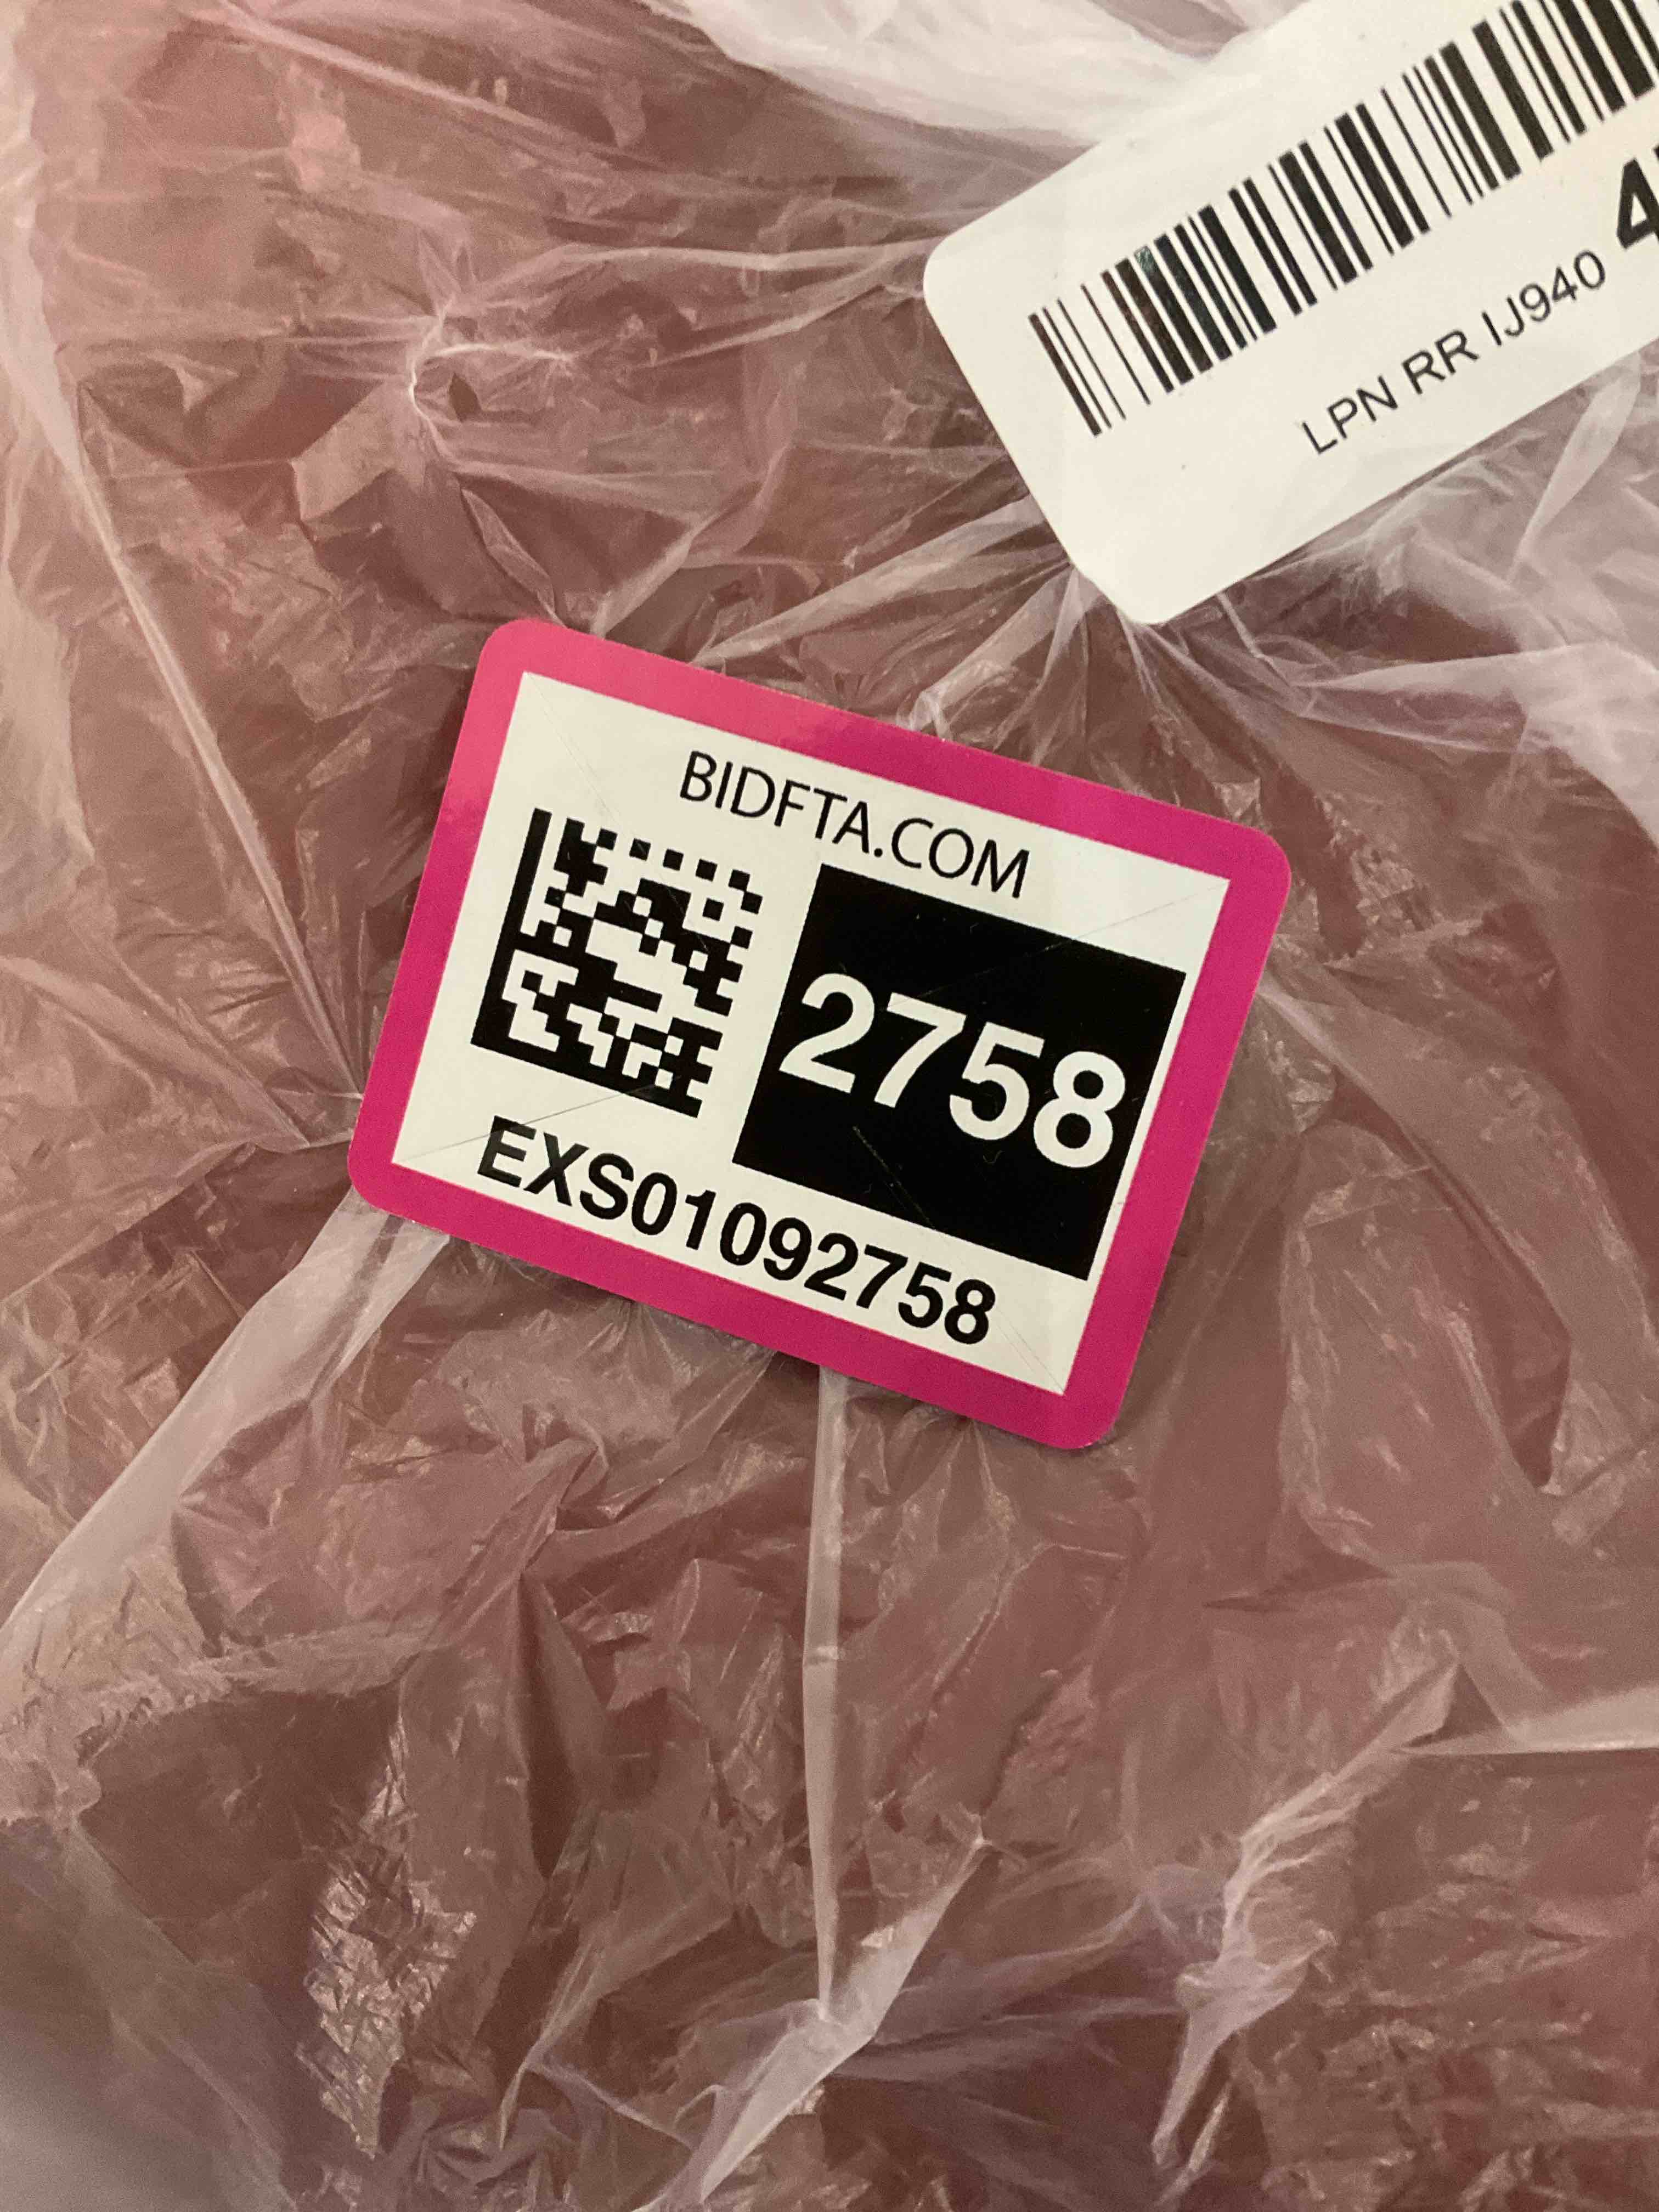 LPN RR IJ940
BIDFTA.COM
2758
EXS01092758